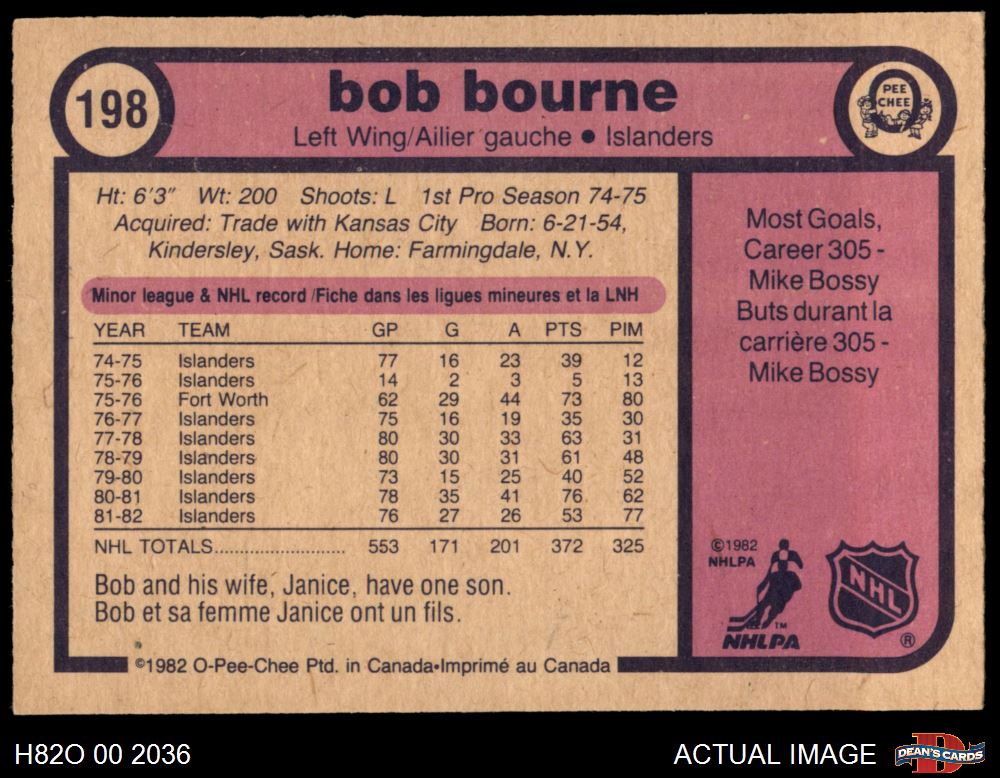 198
bob bourne
PEE
CHEE
Left Wing/Ailier gauche ● Islanders
Ht: 6'3" Wt: 200 Shoots: L 1st Pro Season 74-75
Acquired: Trade with Kansas City Born: 6-21-54,
Kindersley, Sask. Home: Farmingdale, N.Y.
Minor league & NHL record/Fiche dans les ligues mineures et la LNH
YEAR TEAM GP G A PTS PIM
74-75 Islanders 77 16 23 39 12
75-76 Islanders 14 2 3 5 13
75-76 Fort Worth 62 29 44 73 80
76-77 Islanders 75 16 19 35 30
77-78 Islanders 80 30 33 63 31
78-79 Islanders 80 30 31 61 48
79-80 Islanders 73 15 25 40 52
80-81 Islanders 78 35 41 76 62
81-82 Islanders 76 27 26 53 77
NHL TOTALS.......................... 553 171 201 372 325
Bob and his wife, Janice, have one son.
Bob et sa femme Janice ont un fils.
©1982 O-Pee-Chee Ptd. in Canada•Imprimé au Canada
Most Goals,
Career 305 -
Mike Bossy
Buts durant la
carrière 305 -
Mike Bossy
©1982
NHLPA
TM
NHLPA
NHL
®
H82O 00 2036
ACTUAL IMAGE
D
DEAN'S CARDS